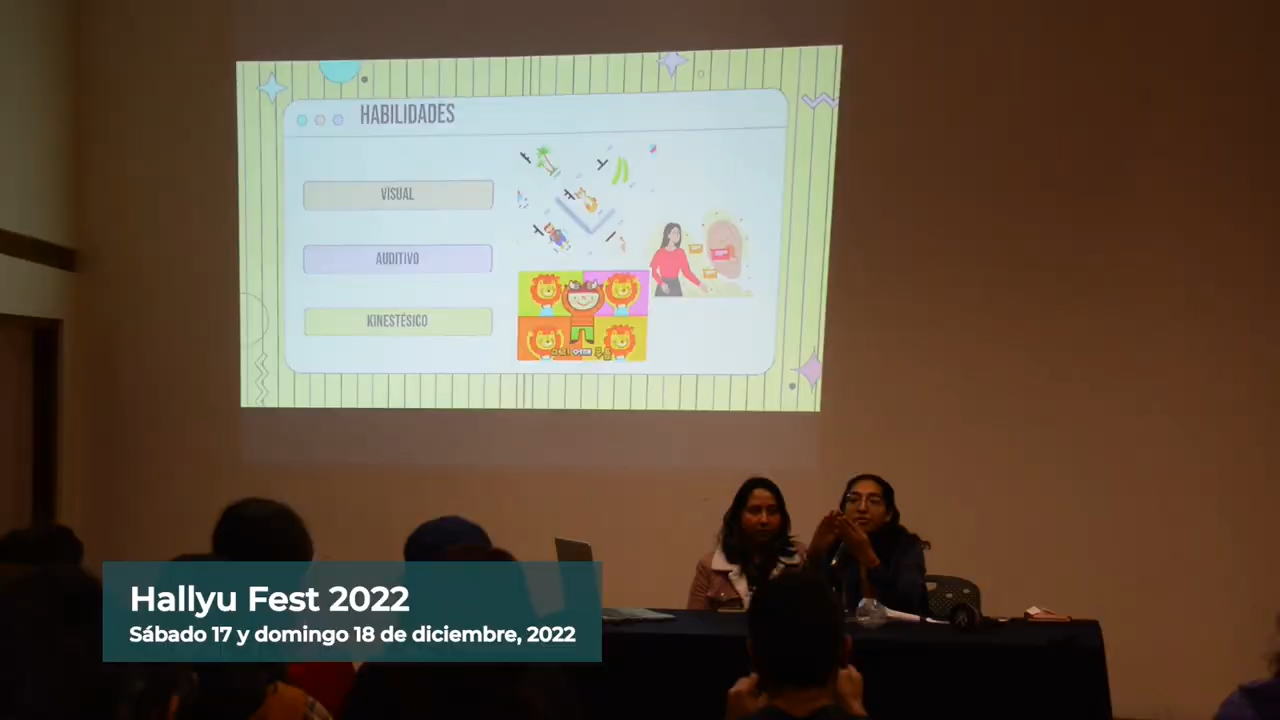 HABILIDADES
VISUAL
AUDITIVO
KINESTÉSICO
Hallyu Fest 2022
Sábado 17 y domingo 18 de diciembre, 2022